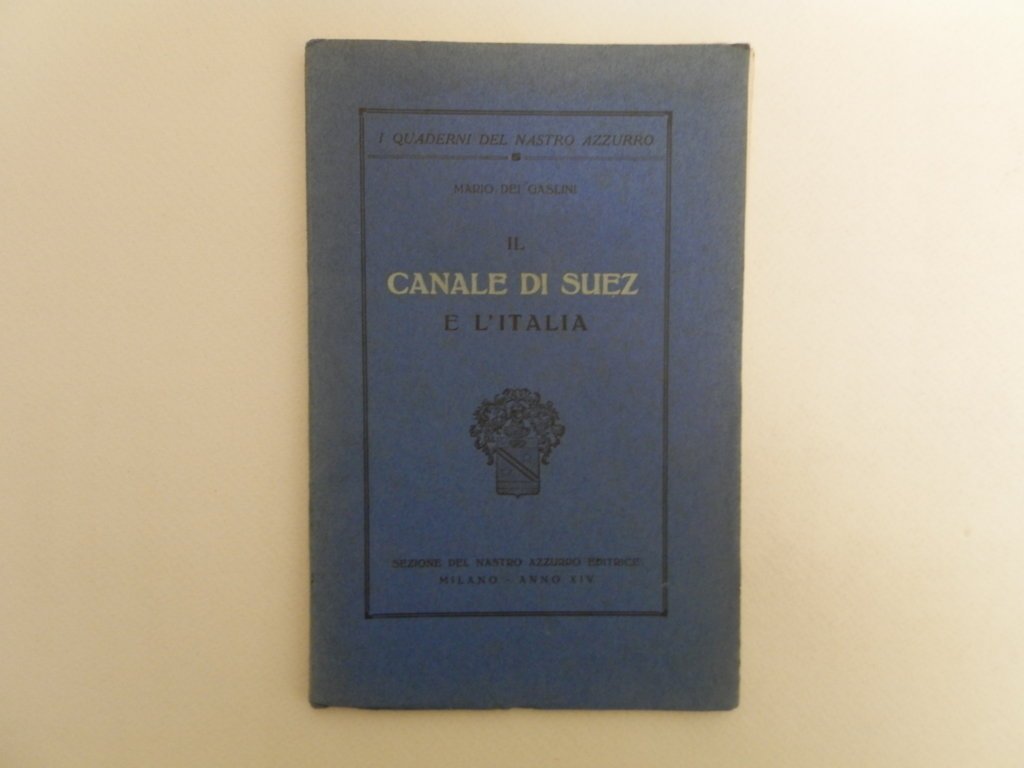 I QUADERNI DEL NASTRO AZZURRO
MARIO DEI GASLINI
IL
CANALE DI SUEZ
E L'ITALIA
SEZIONE DEL NASTRO AZZURRO EDITRICE
MILANO - ANNO XIV